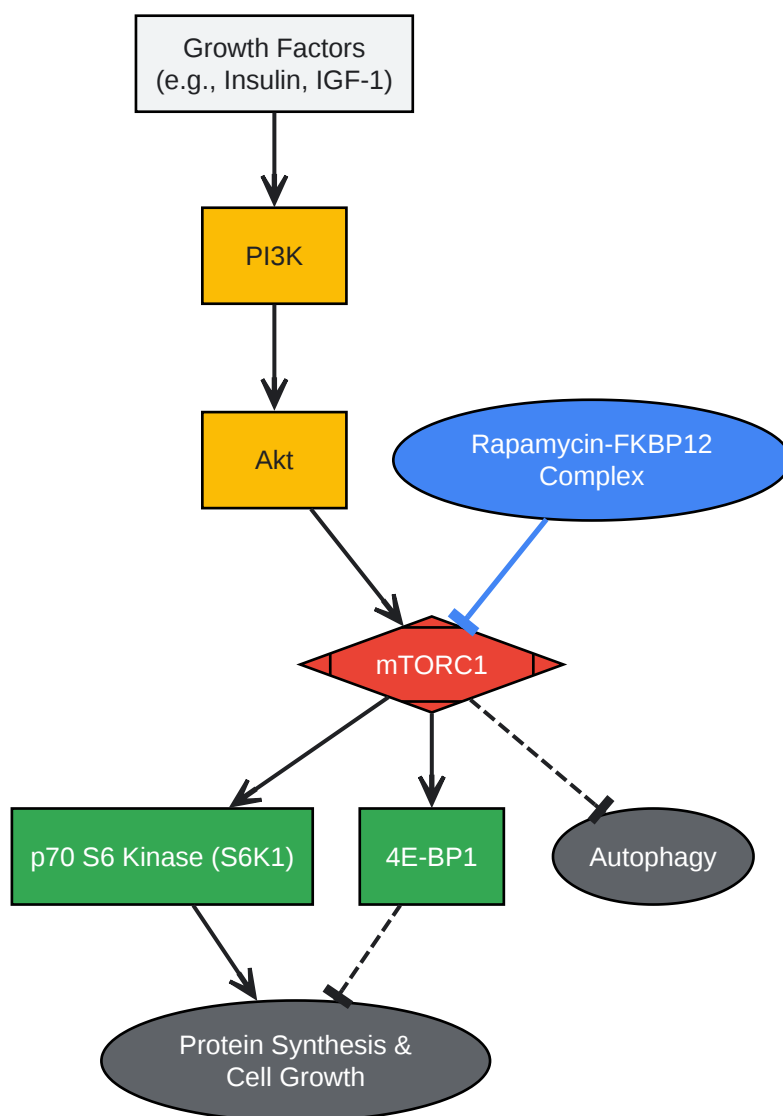 Growth Factors
(e.g., Insulin, IGF-1)
PI3K
Akt
Rapamycin-FKBP12
Complex
mTORC1
p70 S6 Kinase (S6K1)
4E-BP1
Autophagy
Protein Synthesis &
Cell Growth